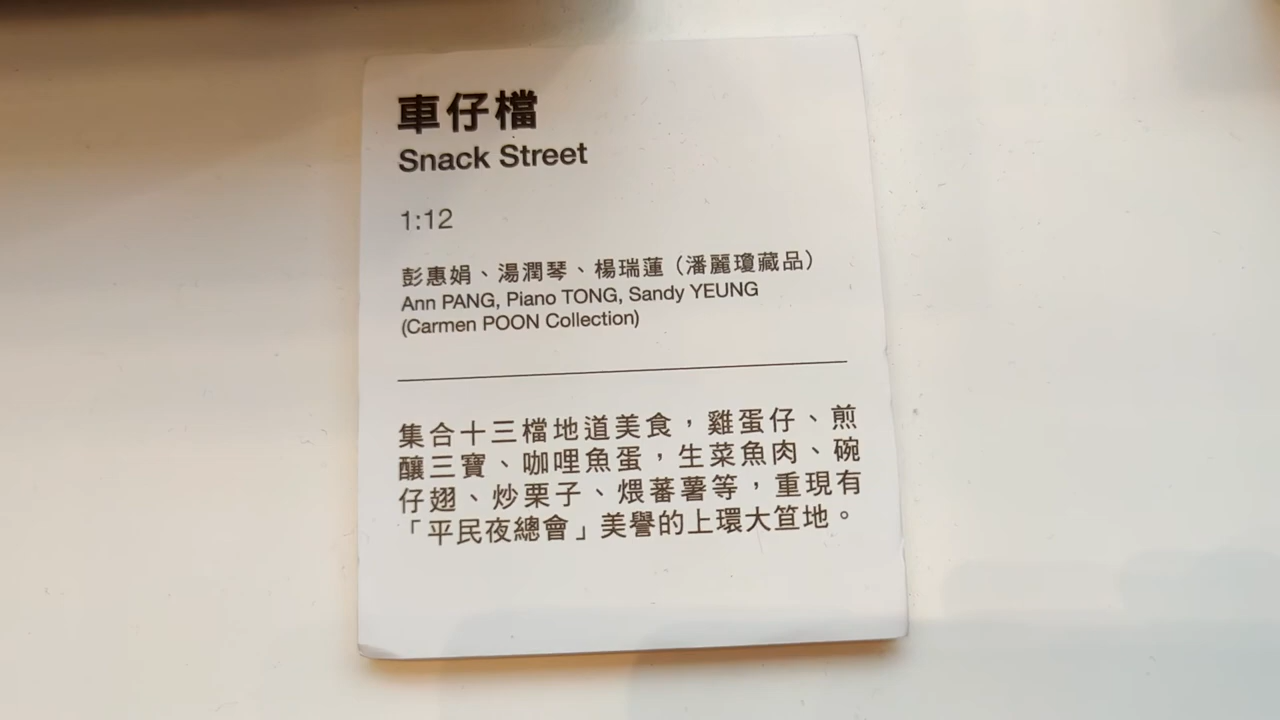 車仔檔
Snack Street
1:12
彭惠娟、湯潤琴、楊瑞蓮（潘麗瓊藏品）
Ann PANG, Piano TONG, Sandy YEUNG
(Carmen POON Collection)
集合十三檔地道美食，雞蛋仔、煎
釀三寶、咖哩魚蛋，生菜魚肉、碗
仔翅、炒栗子、煨蕃薯等，重現有
「平民夜總會」美譽的上環大笪地。